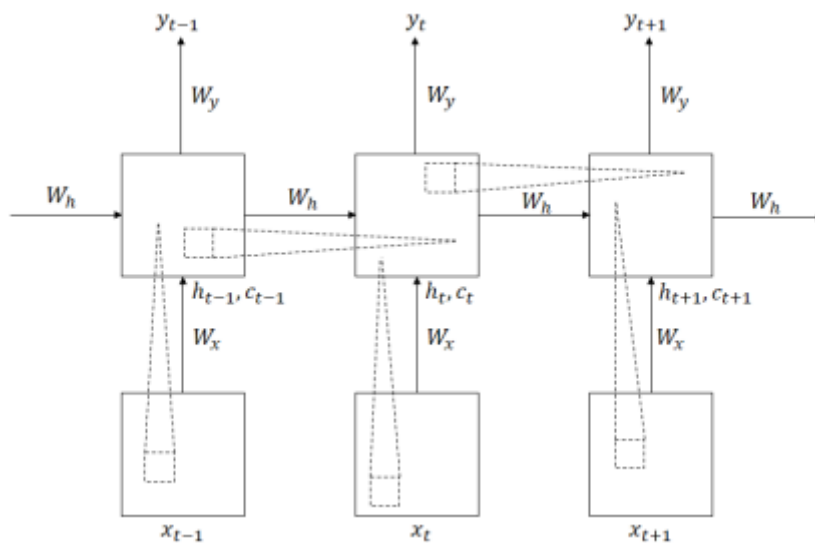 y_{t-1} y_t y_{t+1}
W_y W_y W_y
W_h W_h W_h W_h
h_{t-1}, c_{t-1} h_t, c_t h_{t+1}, c_{t+1}
W_x W_x W_x
x_{t-1} x_t x_{t+1}